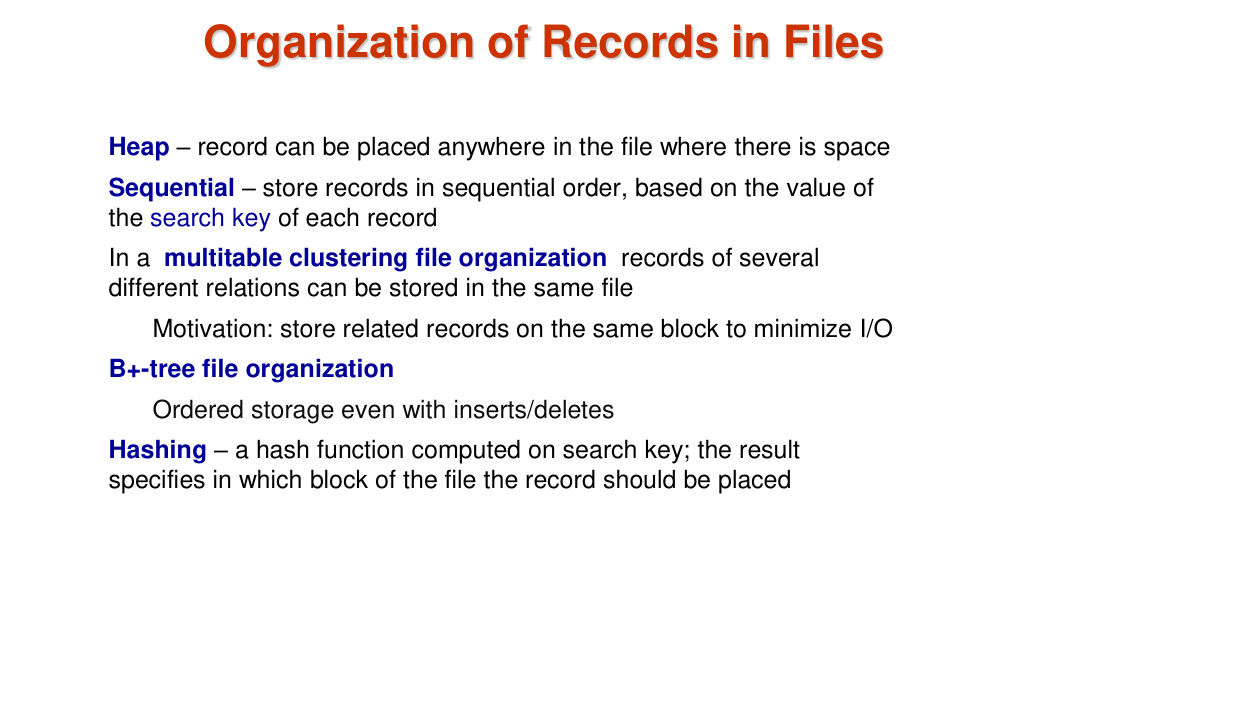 Organization of Records in Files
Heap – record can be placed anywhere in the file where there is space
Sequential – store records in sequential order, based on the value of
the search key of each record
In a multitable clustering file organization records of several
different relations can be stored in the same file
Motivation: store related records on the same block to minimize I/O
B+-tree file organization
Ordered storage even with inserts/deletes
Hashing – a hash function computed on search key; the result
specifies in which block of the file the record should be placed